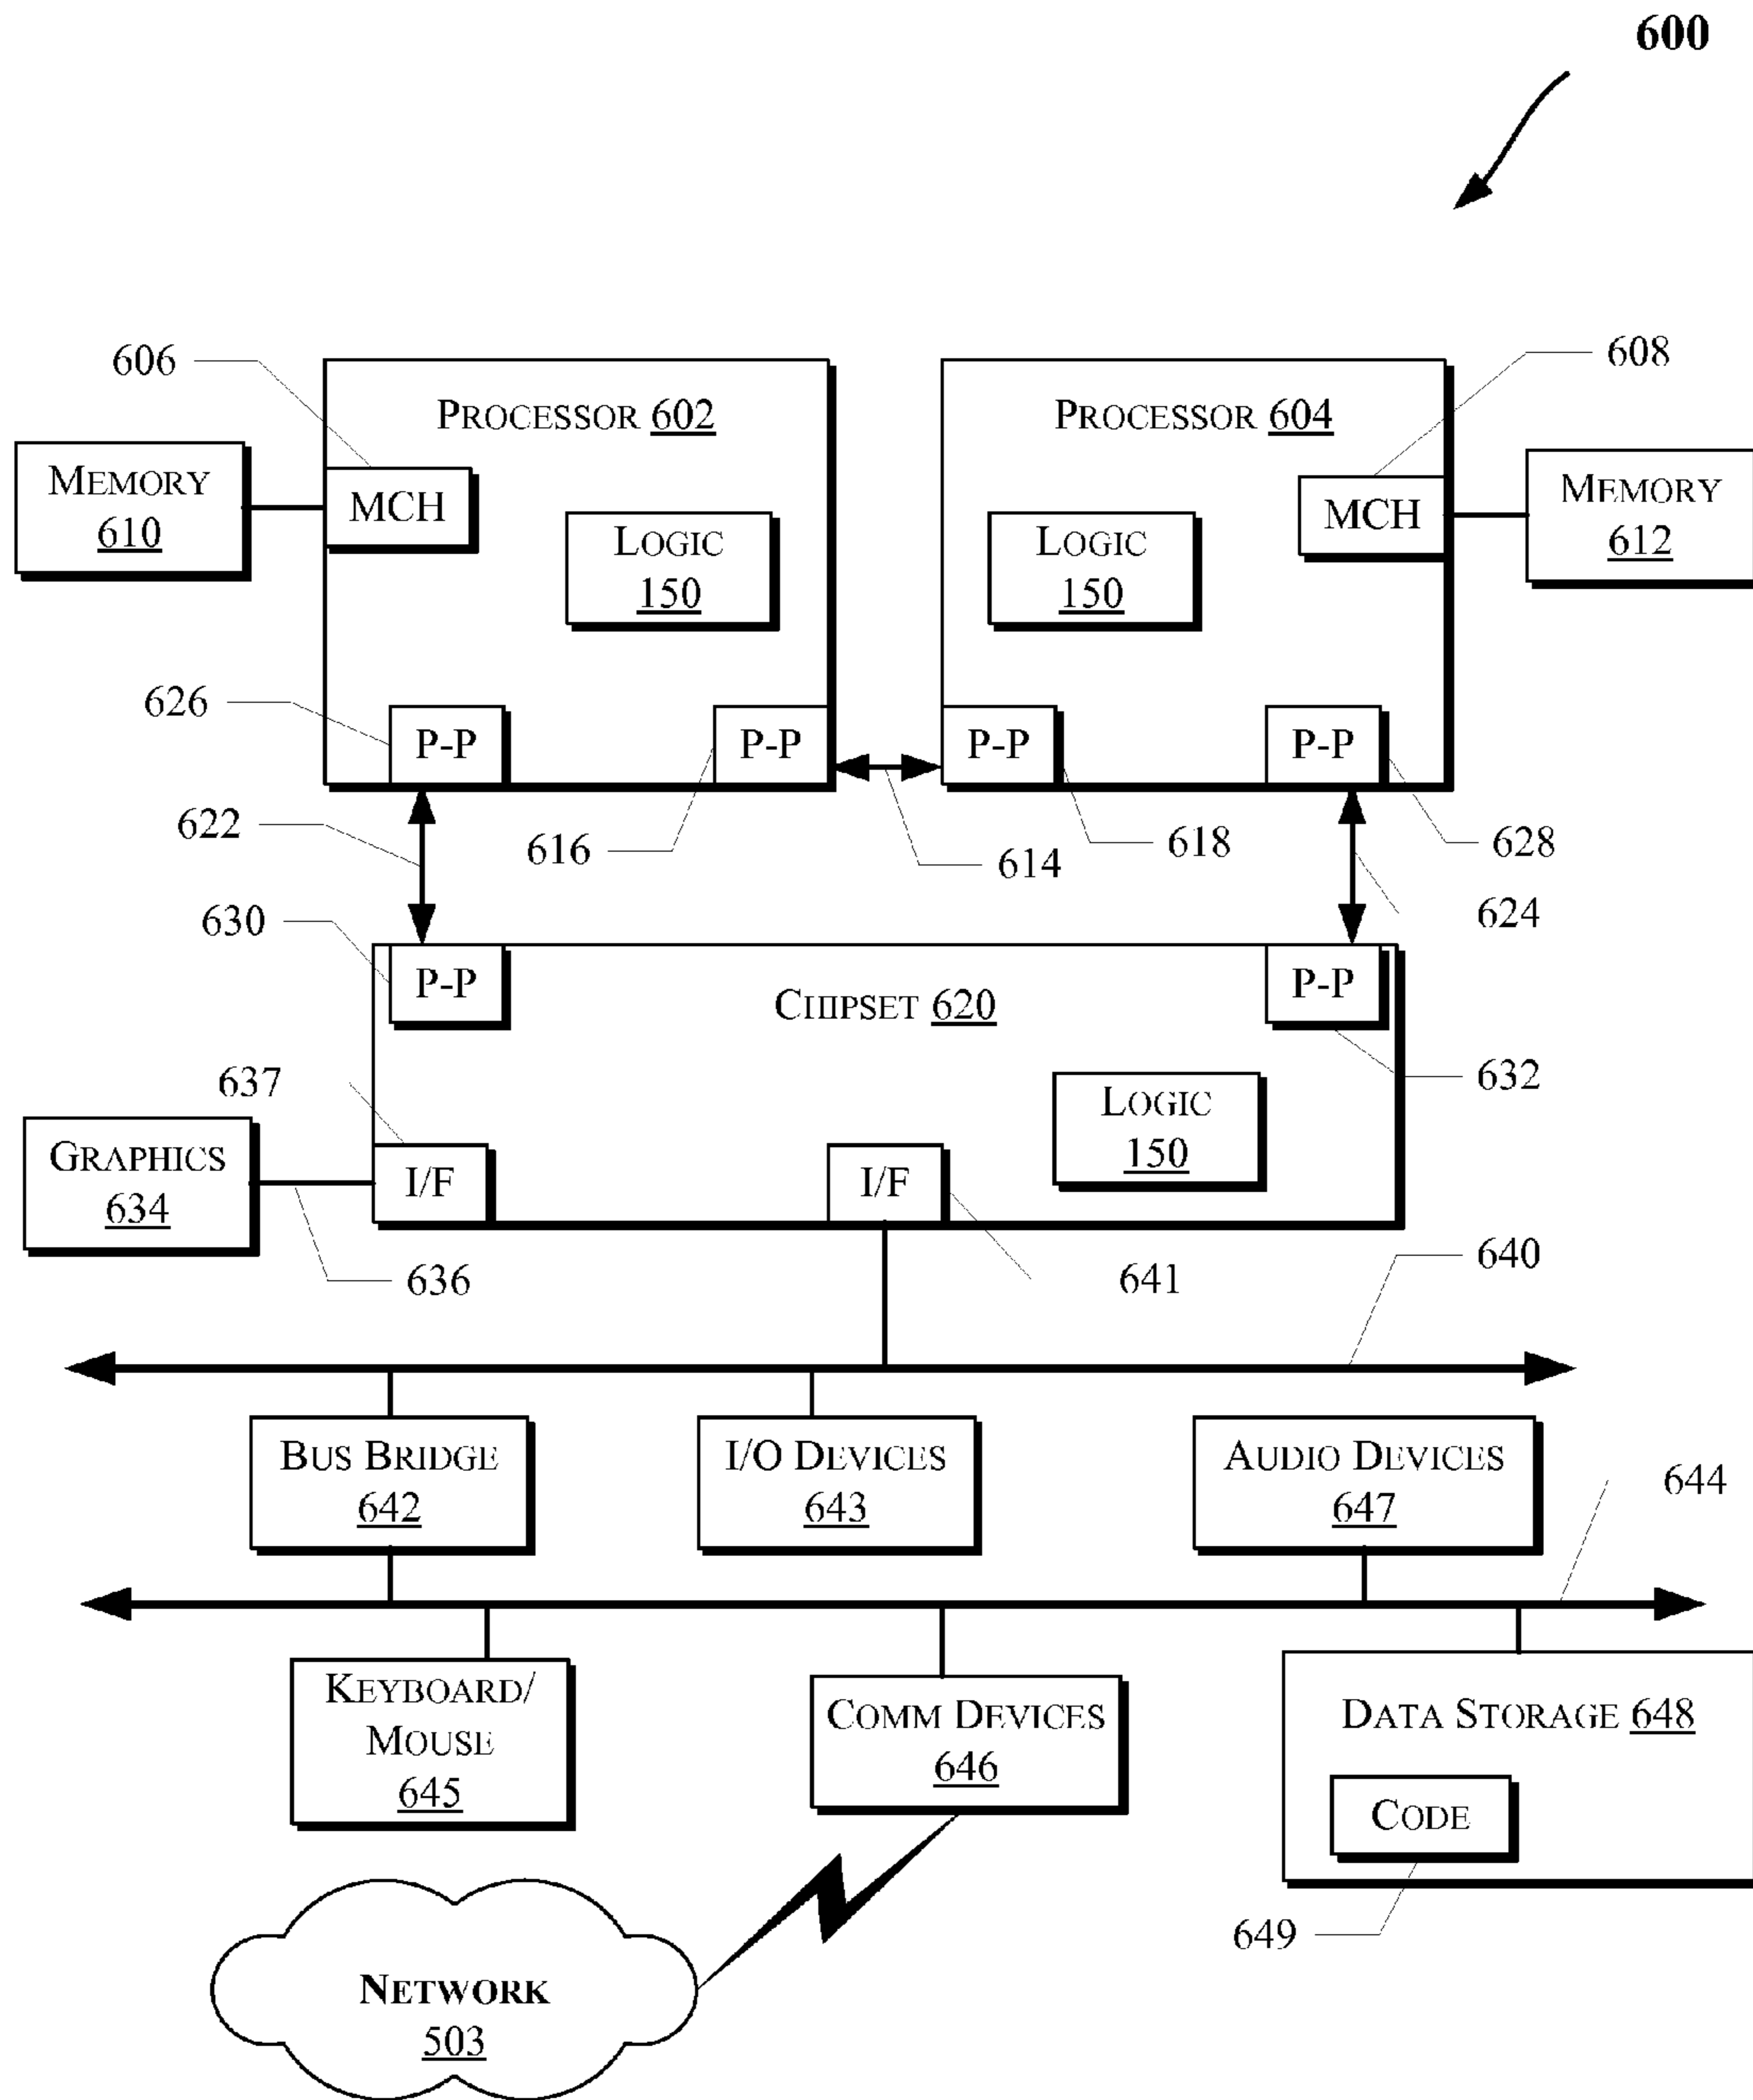 600
606
608
PROCESSOR 602
PROCESSOR 604
MEMORY
610
MCH
LOGIC
150
LOGIC
150
MCH
MEMORY
612
626
P-P
P-P
P-P
P-P
622
616
614
618
628
624
630
P-P
CHIPSET 620
P-P
637
632
LOGIC
150
GRAPHICS
634
I/F
I/F
636
641
640
BUS BRIDGE
642
I/O DEVICES
643
AUDIO DEVICES
647
644
KEYBOARD/
MOUSE
645
COMM DEVICES
646
DATA STORAGE 648
CODE
649
NETWORK
503